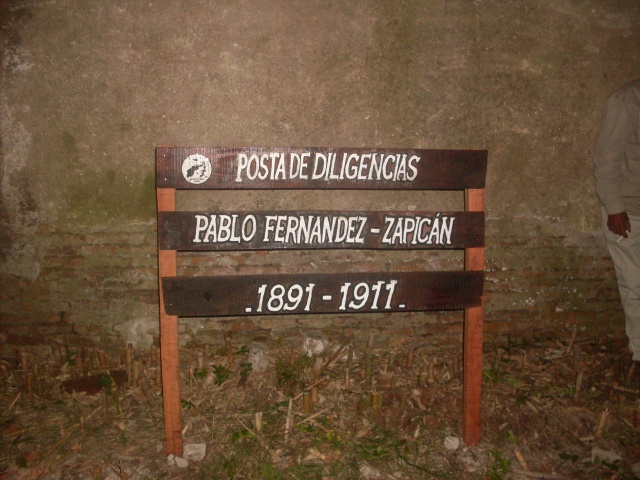 POSTA DE DILIGENCIAS
PABLO FERNANDEZ - ZAPICÁN
.1891 - 1911.